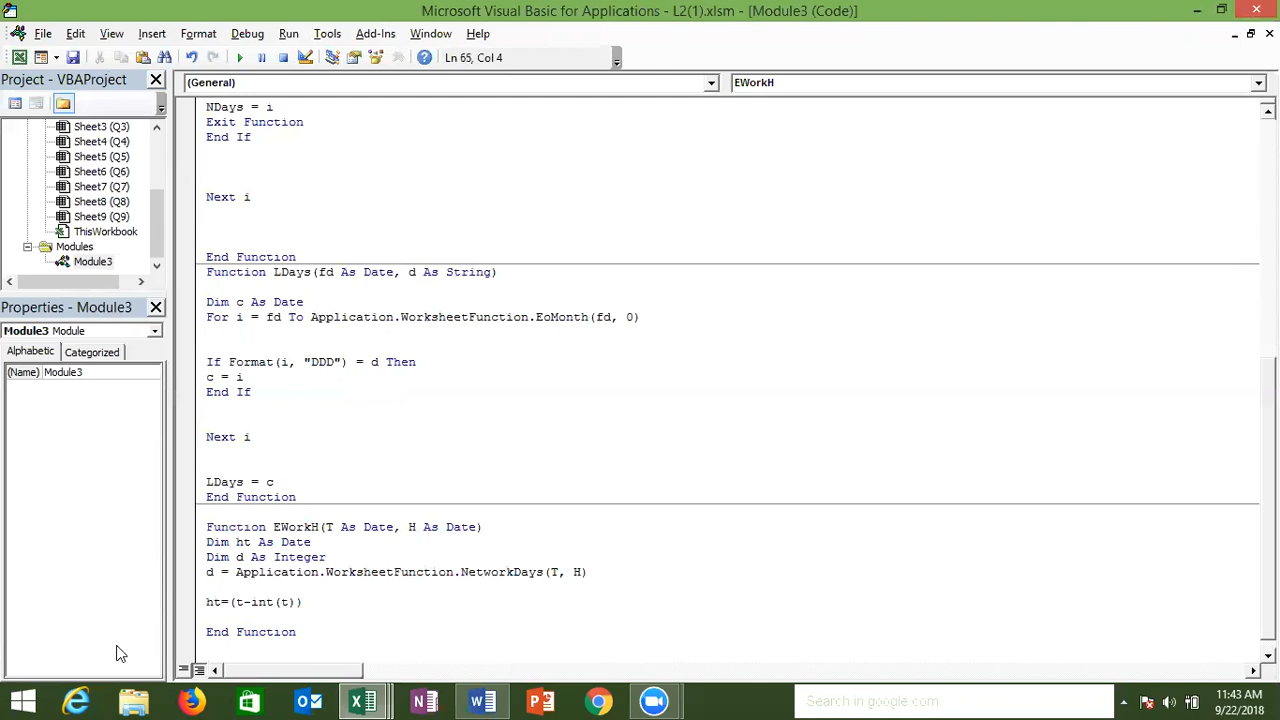 Microsoft Visual Basic for Applications - L2(1).xlsm - [Module3 (Code)]
File Edit View Insert Format Debug Run Tools Add-Ins Window Help
Ln 65, Col 4
Project - VBAProject
(General)
EWorkH
Sheet3 (Q3)
Sheet4 (Q4)
Sheet5 (Q5)
Sheet6 (Q6)
Sheet7 (Q7)
Sheet8 (Q8)
Sheet9 (Q9)
ThisWorkbook
Modules
Module3
Properties - Module3
Module3 Module
Alphabetic Categorized
(Name) Module3
NDays = i
Exit Function
End If
Next i
End Function
Function LDays(fd As Date, d As String)
Dim c As Date
For i = fd To Application.WorksheetFunction.EoMonth(fd, 0)
If Format(i, "DDD") = d Then
c = i
End If
Next i
LDays = c
End Function
Function EWorkH(T As Date, H As Date)
Dim ht As Date
Dim d As Integer
d = Application.WorksheetFunction.NetworkDays(T, H)
ht=(t-int(t))
End Function
Search in google.com
11:43 AM
9/22/2018